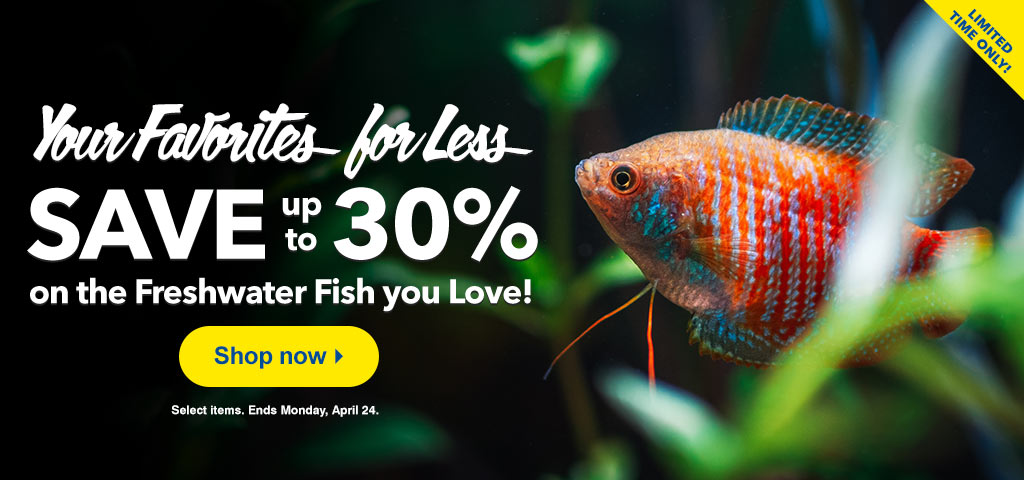 Your Favorites for Less
SAVE up to 30%
on the Freshwater Fish you Love!
Shop now
Select items. Ends Monday, April 24.
LIMITED
TIME ONLY!